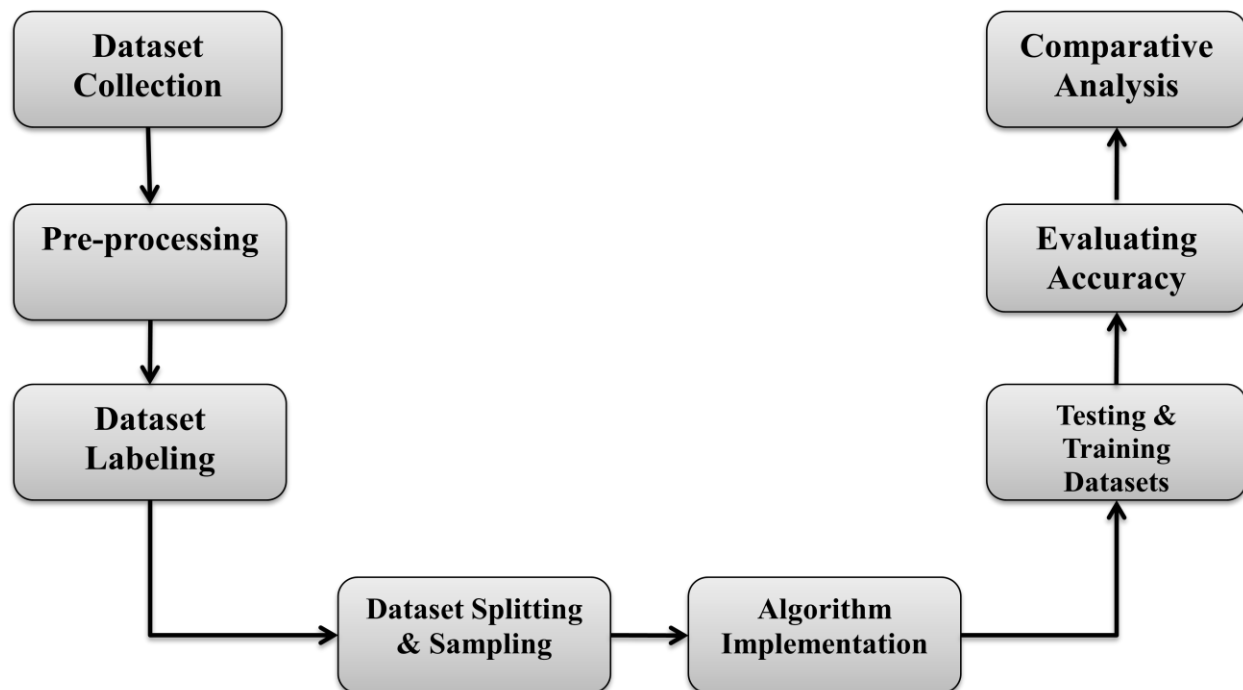 Dataset
Collection
Pre-processing
Dataset
Labeling
Dataset Splitting
& Sampling
Algorithm
Implementation
Testing &
Training
Datasets
Evaluating
Accuracy
Comparative
Analysis